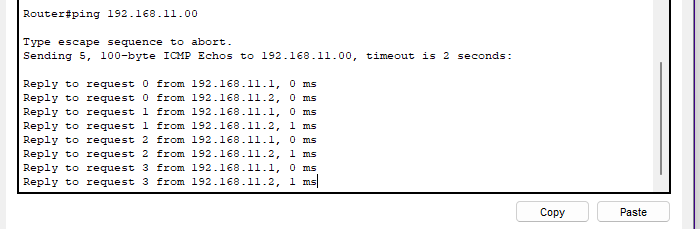 Router#ping 192.168.11.00
Type escape sequence to abort.
Sending 5, 100-byte ICMP Echos to 192.168.11.00, timeout is 2 seconds:
Reply to request 0 from 192.168.11.1, 0 ms
Reply to request 0 from 192.168.11.2, 0 ms
Reply to request 1 from 192.168.11.1, 0 ms
Reply to request 1 from 192.168.11.2, 1 ms
Reply to request 2 from 192.168.11.1, 0 ms
Reply to request 2 from 192.168.11.2, 1 ms
Reply to request 3 from 192.168.11.1, 0 ms
Reply to request 3 from 192.168.11.2, 1 ms
Copy Paste